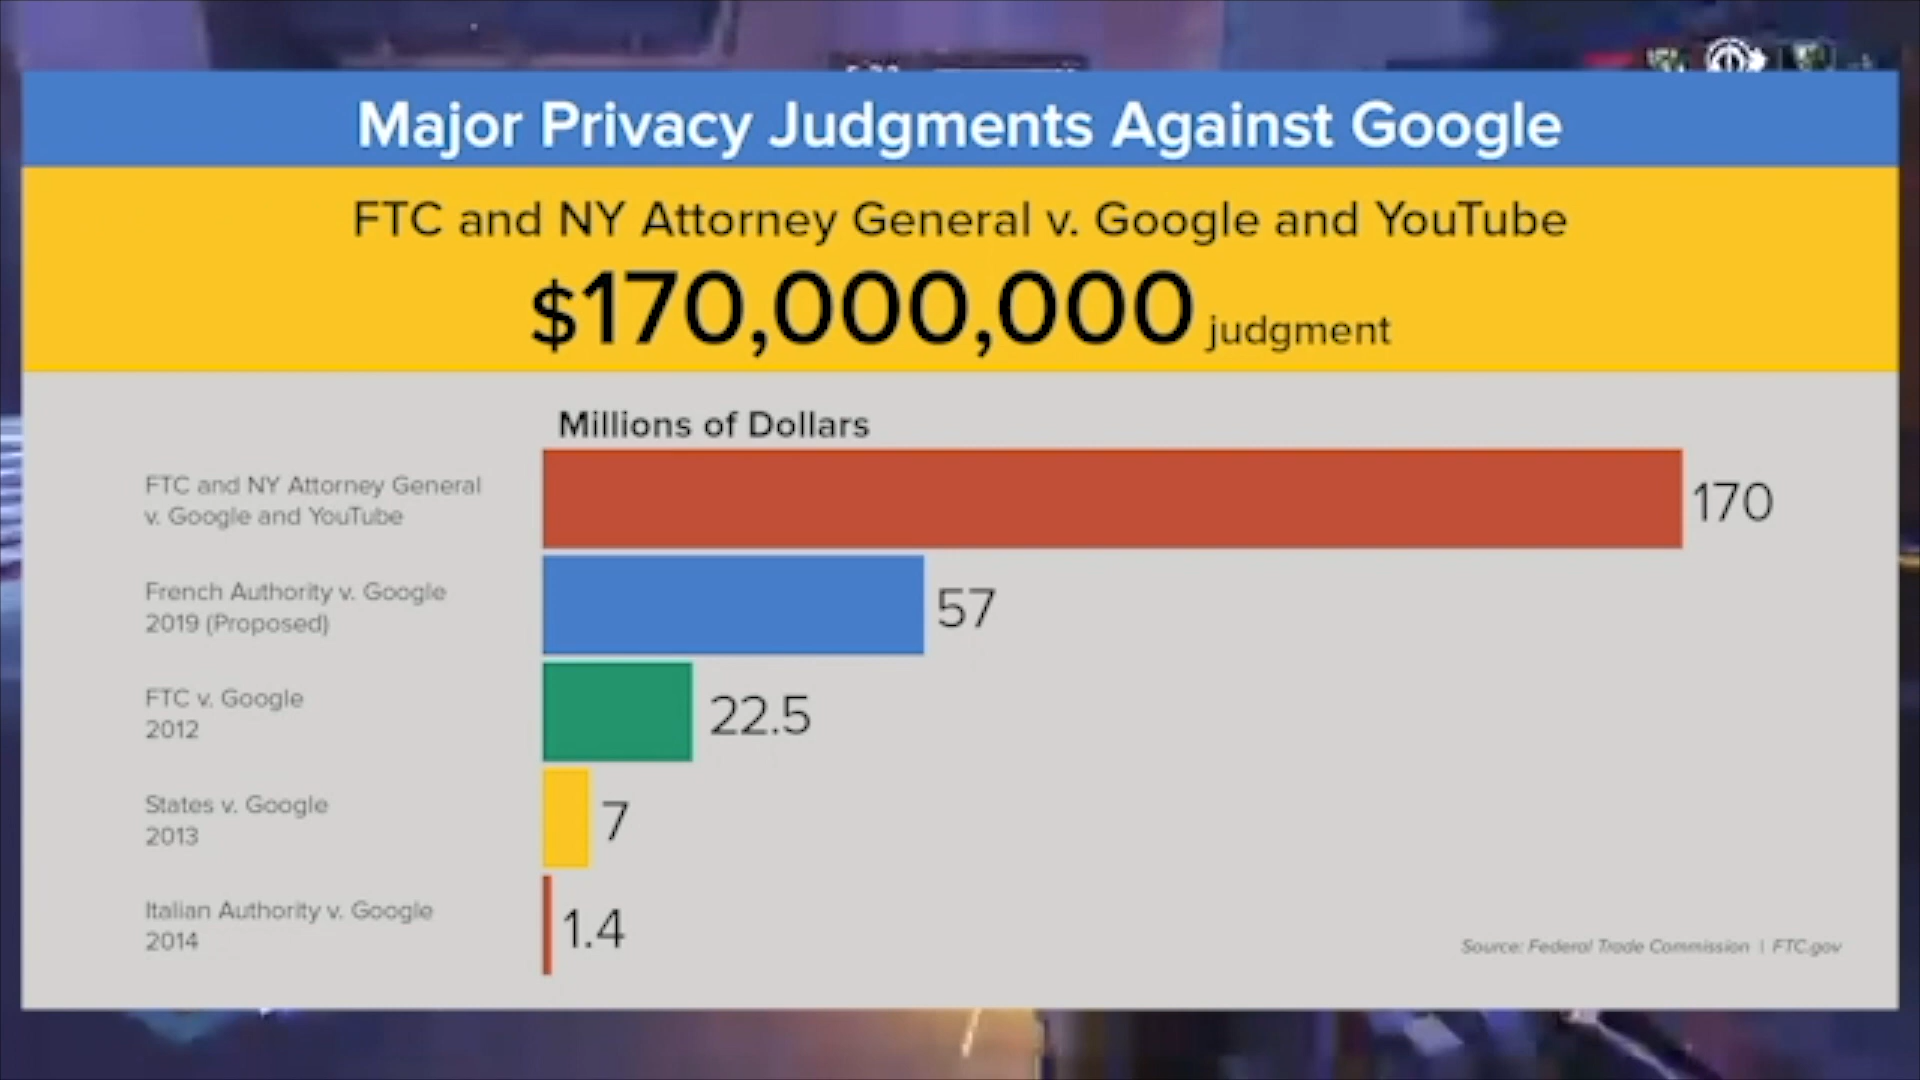 Major Privacy Judgments Against Google
FTC and NY Attorney General v. Google and YouTube
$170,000,000 judgment
Millions of Dollars
FTC and NY Attorney General
v. Google and YouTube
170
French Authority v. Google
2019 (Proposed)
57
FTC v. Google
2012
22.5
States v. Google
2013
7
Italian Authority v. Google
2014
1.4
Source: Federal Trade Commission | FTC.gov